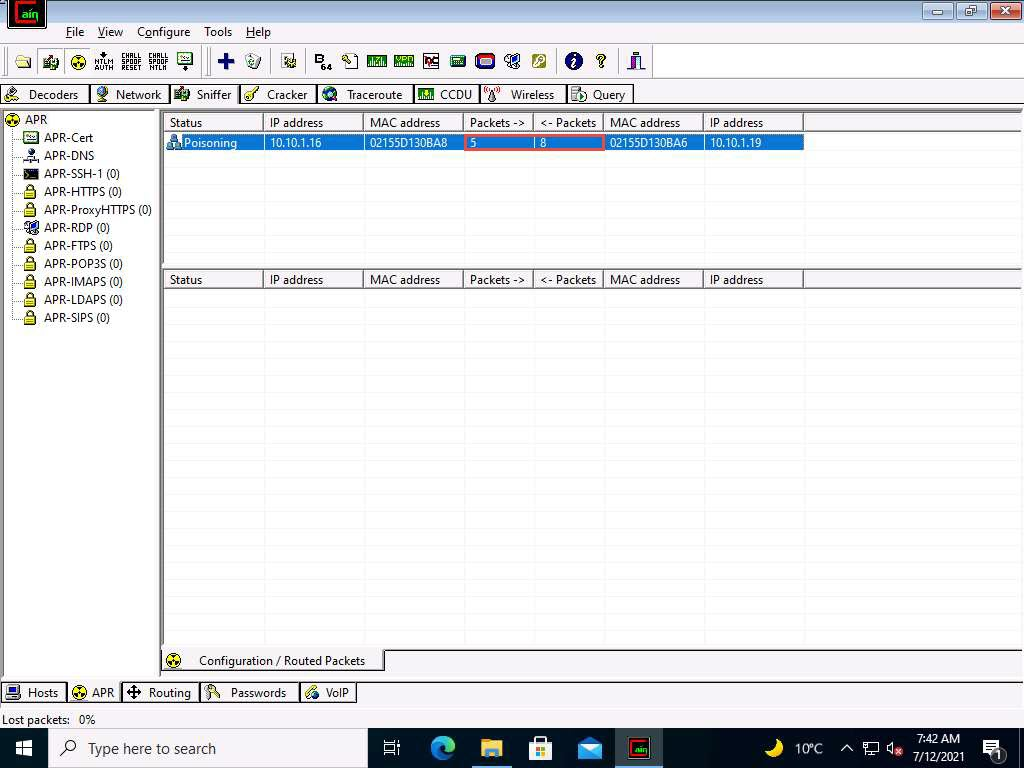 Cain
File View Configure Tools Help
NTLM AUTH CHALL SPOOF RESET CHALL SPOOF NTLM B 64 VPN
Decoders Network Sniffer Cracker Traceroute CCDU Wireless Query
APR
APR-Cert
APR-DNS
APR-SSH-1 (0)
APR-HTTPS (0)
APR-ProxyHTTPS (0)
APR-RDP (0)
APR-FTPS (0)
APR-POP3S (0)
APR-IMAPS (0)
APR-LDAPS (0)
APR-SIPS (0)
Status IP address MAC address Packets -> <- Packets MAC address IP address
Poisoning 10.10.1.16 02155D130BA8 5 8 02155D130BA6 10.10.1.19
Status IP address MAC address Packets -> <- Packets MAC address IP address
Configuration / Routed Packets
Hosts APR Routing Passwords VoIP
Lost packets: 0%
Type here to search
Cain
10°C
7:42 AM
7/12/2021
1